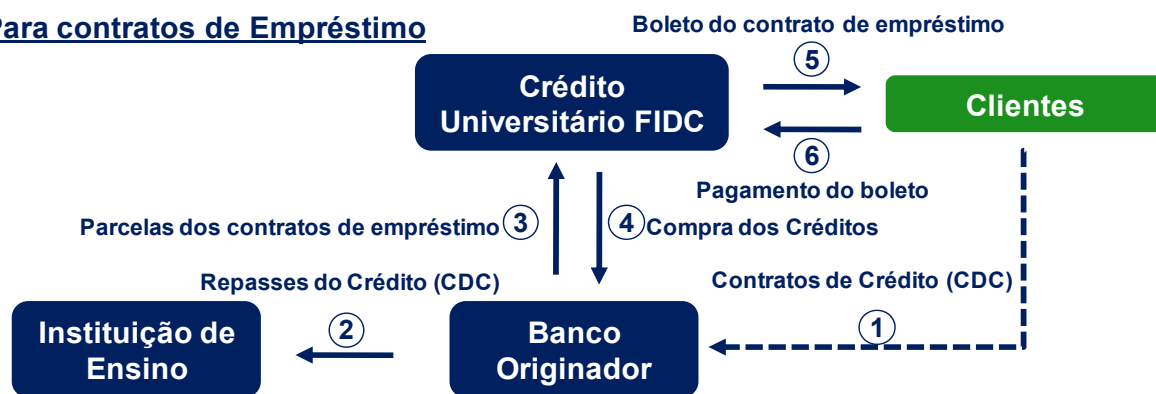 Para contratos de Empréstimo
Boleto do contrato de empréstimo
5
Crédito
Universitário FIDC
Clientes
6
Pagamento do boleto
Parcelas dos contratos de empréstimo 3
4 Compra dos Créditos
Repasses do Crédito (CDC)
Contratos de Crédito (CDC)
Instituição de
Ensino
2
Banco
Originador
1